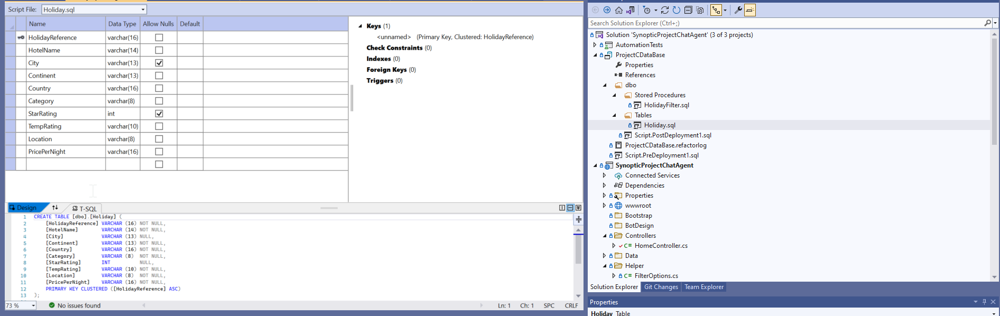 Script File: Holiday.sql
Name Data Type Allow Nulls Default
HolidayReference varchar(16)
HotelName varchar(14)
City varchar(13)
Continent varchar(13)
Country varchar(16)
Category varchar(8)
StarRating int
TempRating varchar(10)
Location varchar(8)
PricePerNight varchar(16)
Keys (1)
<unnamed> (Primary Key, Clustered: HolidayReference)
Check Constraints (0)
Indexes (0)
Foreign Keys (0)
Triggers (0)
Design T-SQL
1 CREATE TABLE [dbo].[Holiday] (
2 [HolidayReference] VARCHAR (16) NOT NULL,
3 [HotelName] VARCHAR (14) NOT NULL,
4 [City] VARCHAR (13) NULL,
5 [Continent] VARCHAR (13) NOT NULL,
6 [Country] VARCHAR (16) NOT NULL,
7 [Category] VARCHAR (8) NOT NULL,
8 [StarRating] INT NULL,
9 [TempRating] VARCHAR (10) NOT NULL,
10 [Location] VARCHAR (8) NOT NULL,
11 [PricePerNight] VARCHAR (16) NOT NULL,
12 PRIMARY KEY CLUSTERED ([HolidayReference] ASC)
13 );
73 % No issues found Ln: 1 Ch: 1 SPC CRLF
Search Solution Explorer (Ctrl+;)
Solution 'SynopticProjectChatAgent' (3 of 3 projects)
AutomationTests
ProjectCDataBase
Properties
References
dbo
Stored Procedures
HolidayFilter.sql
Tables
Holiday.sql
Script.PostDeployment1.sql
ProjectCDataBase.refactorlog
Script.PreDeployment1.sql
SynopticProjectChatAgent
Connected Services
Dependencies
Properties
wwwroot
Bootstrap
BotDesign
Controllers
C# HomeController.cs
Data
Helper
C# FilterOptions.cs
Solution Explorer Git Changes Team Explorer
Properties
Holiday Table